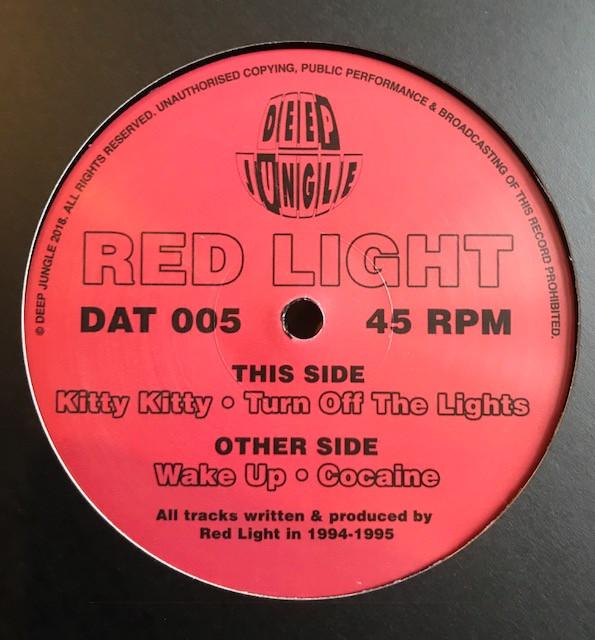 © DEEP JUNGLE 2018. ALL RIGHTS RESERVED. UNAUTHORISED COPYING, PUBLIC PERFORMANCE & BROADCASTING OF THIS RECORD PROHIBITED.
DEEP
JUNGLE
RED LIGHT
DAT 005 45 RPM
THIS SIDE
Kitty Kitty • Turn Off The Lights
OTHER SIDE
Wake Up • Cocaine
All tracks written & produced by
Red Light in 1994-1995